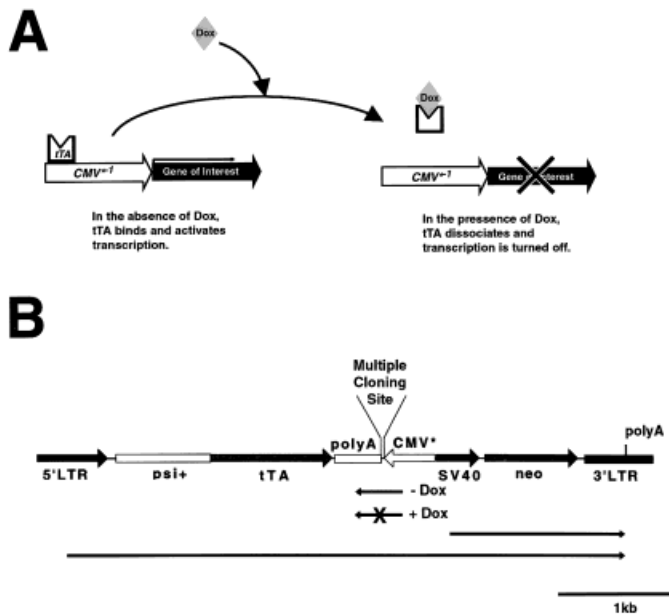 A
Dox
Dox
tTA
CMV*-1
Gene of Interest
CMV*-1
Gene of Interest
In the absence of Dox,
tTA binds and activates
transcription.
In the pressence of Dox,
tTA dissociates and
transcription is turned off.
B
Multiple
Cloning
Site
polyA
CMV*
polyA
5'LTR
psi+
tTA
SV40
neo
3'LTR
- Dox
+ Dox
1kb